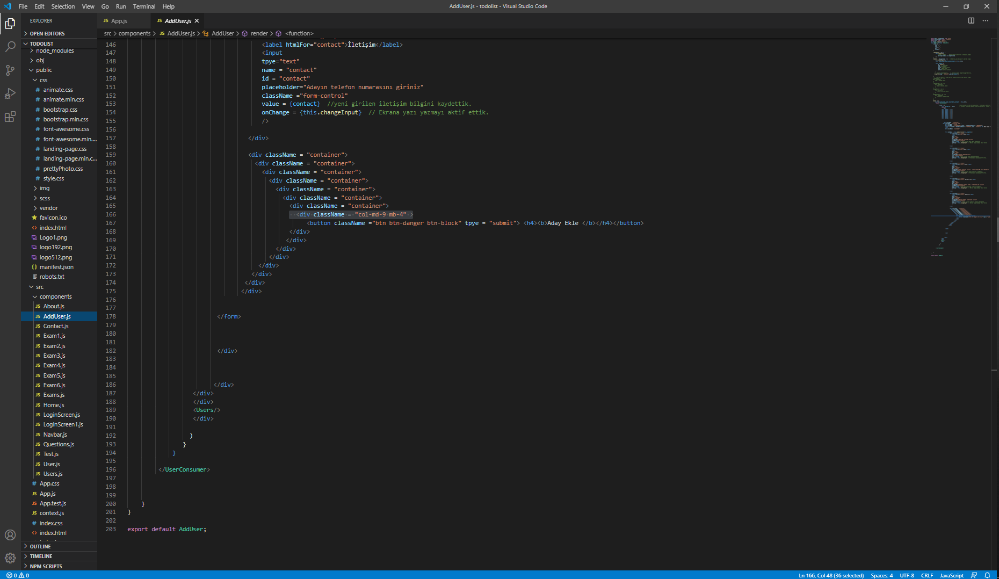 File Edit Selection View Go Run Terminal Help
AddUser.js - todolist - Visual Studio Code
EXPLORER
OPEN EDITORS
TODOLIST
node_modules
obj
public
css
animate.css
animate.min.css
bootstrap.css
bootstrap.min.css
font-awesome.css
font-awesome.min....
landing-page.css
landing-page.min.c...
prettyPhoto.css
style.css
img
scss
vendor
favicon.ico
index.html
Logo1.png
logo192.png
logo512.png
manifest.json
robots.txt
src
components
About.js
AddUser.js
Contact.js
Exam1.js
Exam2.js
Exam3.js
Exam4.js
Exam5.js
Exam6.js
Exams.js
Home.js
LoginScreen.js
LoginScreen1.js
Navbar.js
Questions.js
Test.js
User.js
Users.js
App.css
App.js
App.test.js
context.js
index.css
index.html
OUTLINE
TIMELINE
NPM SCRIPTS
JS App.js JS AddUser.js
src > components > JS AddUser.js > AddUser > render > <function>
146 <label htmlFor="contact">İletişim</label>
147 <input
148 tpye="text"
149 name = "contact"
150 id = "contact"
151 placeholder="Adayın telefon numarasını giriniz"
152 className ="form-control"
153 value = {contact} //yeni girilen iletişim bilgini kaydettik.
154 onChange = {this.changeInput} // Ekrana yazı yazmayı aktif ettik.
155 />
156
157 </div>
158
159 <div className = "container">
160 <div className = "container">
161 <div className = "container">
162 <div className = "container">
163 <div className = "container">
164 <div className = "container">
165 <div className = "container">
166 <div className = "col-md-9 mb-4" >
167 <button className ="btn btn-danger btn-block" tpye = "submit"> <h4><b>Aday Ekle </b></h4></button>
168 </div>
169 </div>
170 </div>
171 </div>
172 </div>
173 </div>
174 </div>
175 </div>
176
177
178 </form>
179
180
181
182 </div>
183
184
185
186 </div>
187 </div>
188 </div>
189 <Users/>
190 </div>
191
192 )
193 }
194 }
195
196 </UserConsumer>
197
198
199
200 }
201 }
202
203 export default AddUser;
0 0
Ln 166, Col 48 (36 selected) Spaces: 4 UTF-8 CRLF JavaScript